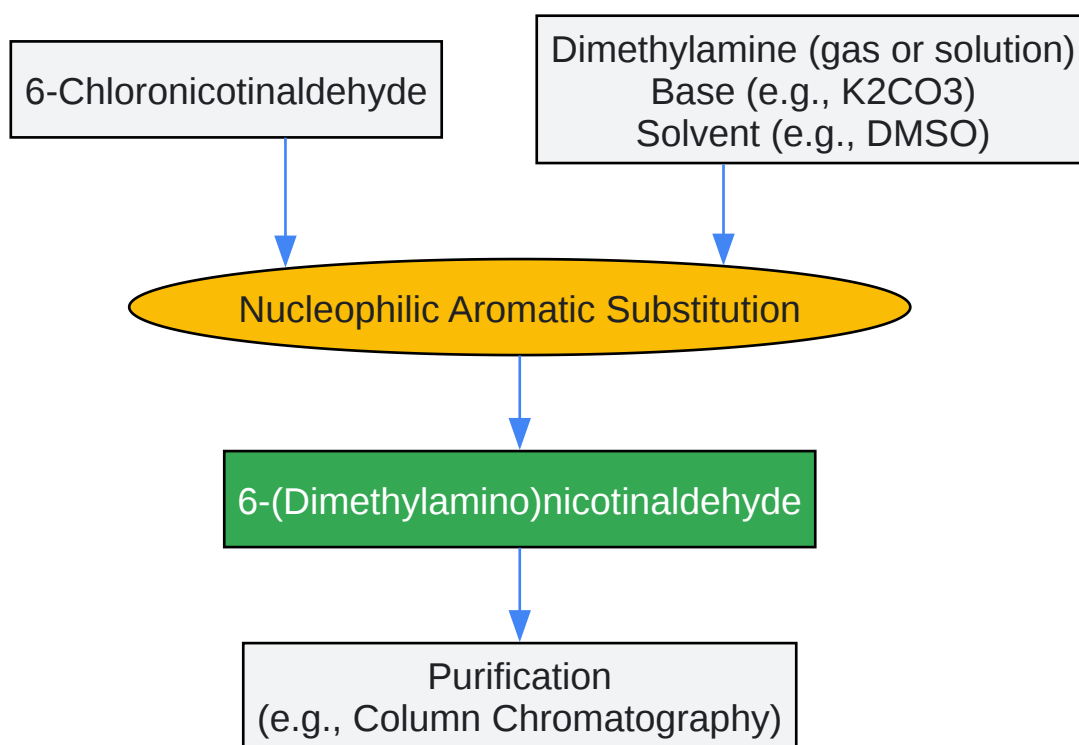 6-Chloronicotinaldehyde
Dimethylamine (gas or solution)
Base (e.g., K2CO3)
Solvent (e.g., DMSO)
Nucleophilic Aromatic Substitution
6-(Dimethylamino)nicotinaldehyde
Purification
(e.g., Column Chromatography)